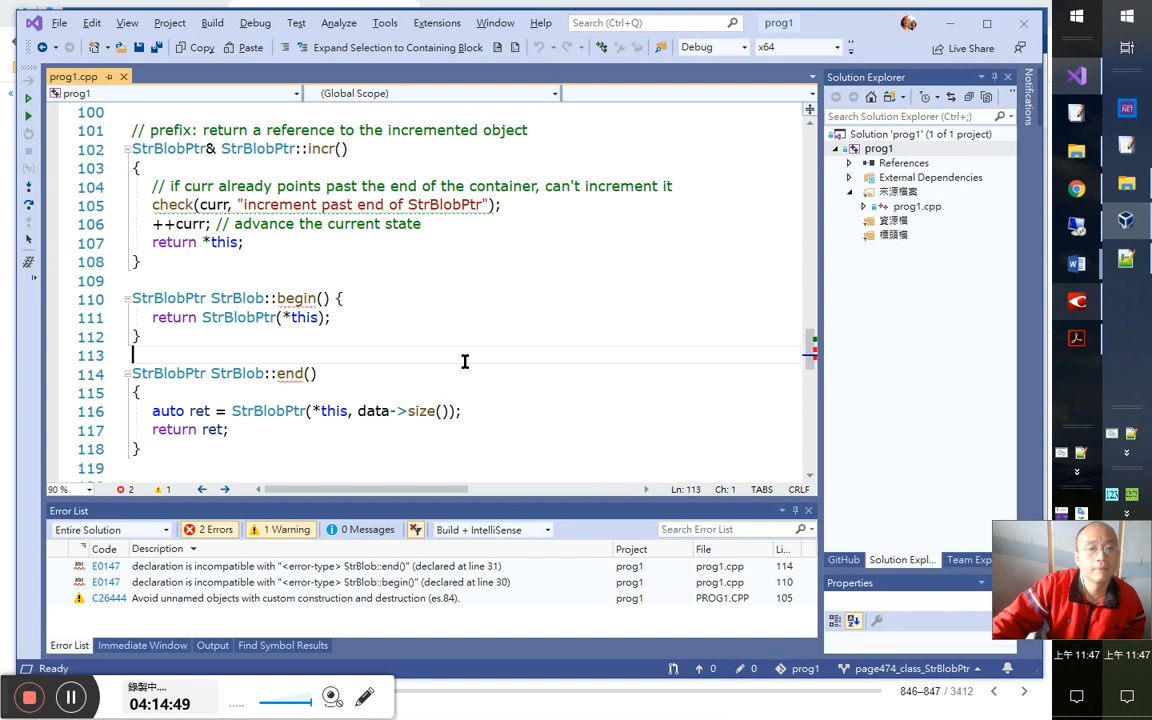 File Edit View Project Build Debug Test Analyze Tools Extensions Window Help Search (Ctrl+Q) prog1
Copy Paste Expand Selection to Containing Block Debug x64 Live Share
prog1.cpp
prog1 (Global Scope)
100
101 // prefix: return a reference to the incremented object
102 StrBlobPtr& StrBlobPtr::incr()
103 {
104 // if curr already points past the end of the container, can't increment it
105 check(curr, "increment past end of StrBlobPtr");
106 ++curr; // advance the current state
107 return *this;
108 }
109
110 StrBlobPtr StrBlob::begin() {
111 return StrBlobPtr(*this);
112 }
113
114 StrBlobPtr StrBlob::end()
115 {
116 auto ret = StrBlobPtr(*this, data->size());
117 return ret;
118 }
119
90 % 2 1 Ln: 113 Ch: 1 TABS CRLF
Error List
Entire Solution 2 Errors 1 Warning 0 Messages Build + IntelliSense Search Error List
Code Description Project File Li...
E0147 declaration is incompatible with "<error-type> StrBlob::end()" (declared at line 31) prog1 prog1.cpp 114
E0147 declaration is incompatible with "<error-type> StrBlob::begin()" (declared at line 30) prog1 prog1.cpp 110
C26444 Avoid unnamed objects with custom construction and destruction (es.84). prog1 PROG1.CPP 105
Error List Immediate Window Output Find Symbol Results
Ready 0 0 prog1 page474_class_StrBlobPtr
Solution Explorer
Search Solution Explorer (Ctrl+;)
Solution 'prog1' (1 of 1 project)
prog1
References
External Dependencies
來源檔案
prog1.cpp
資源檔
標頭檔
GitHub Solution Expl... Team Exp
Properties
Notifications
錄製中....
04:14:49
846–847 / 3412
上午 11:47
上午 11:47